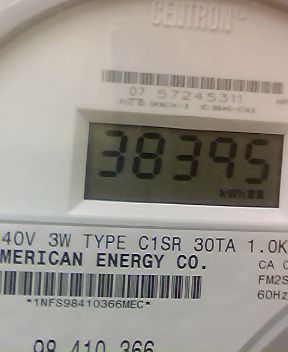 CENTRON
07 57245311
38395
kWh
40V 3W TYPE C1SR 30TA 1.0K
MERICAN ENERGY CO.
CA
FM2S
60Hz
*1NFS98410366MEC*
98 410 366